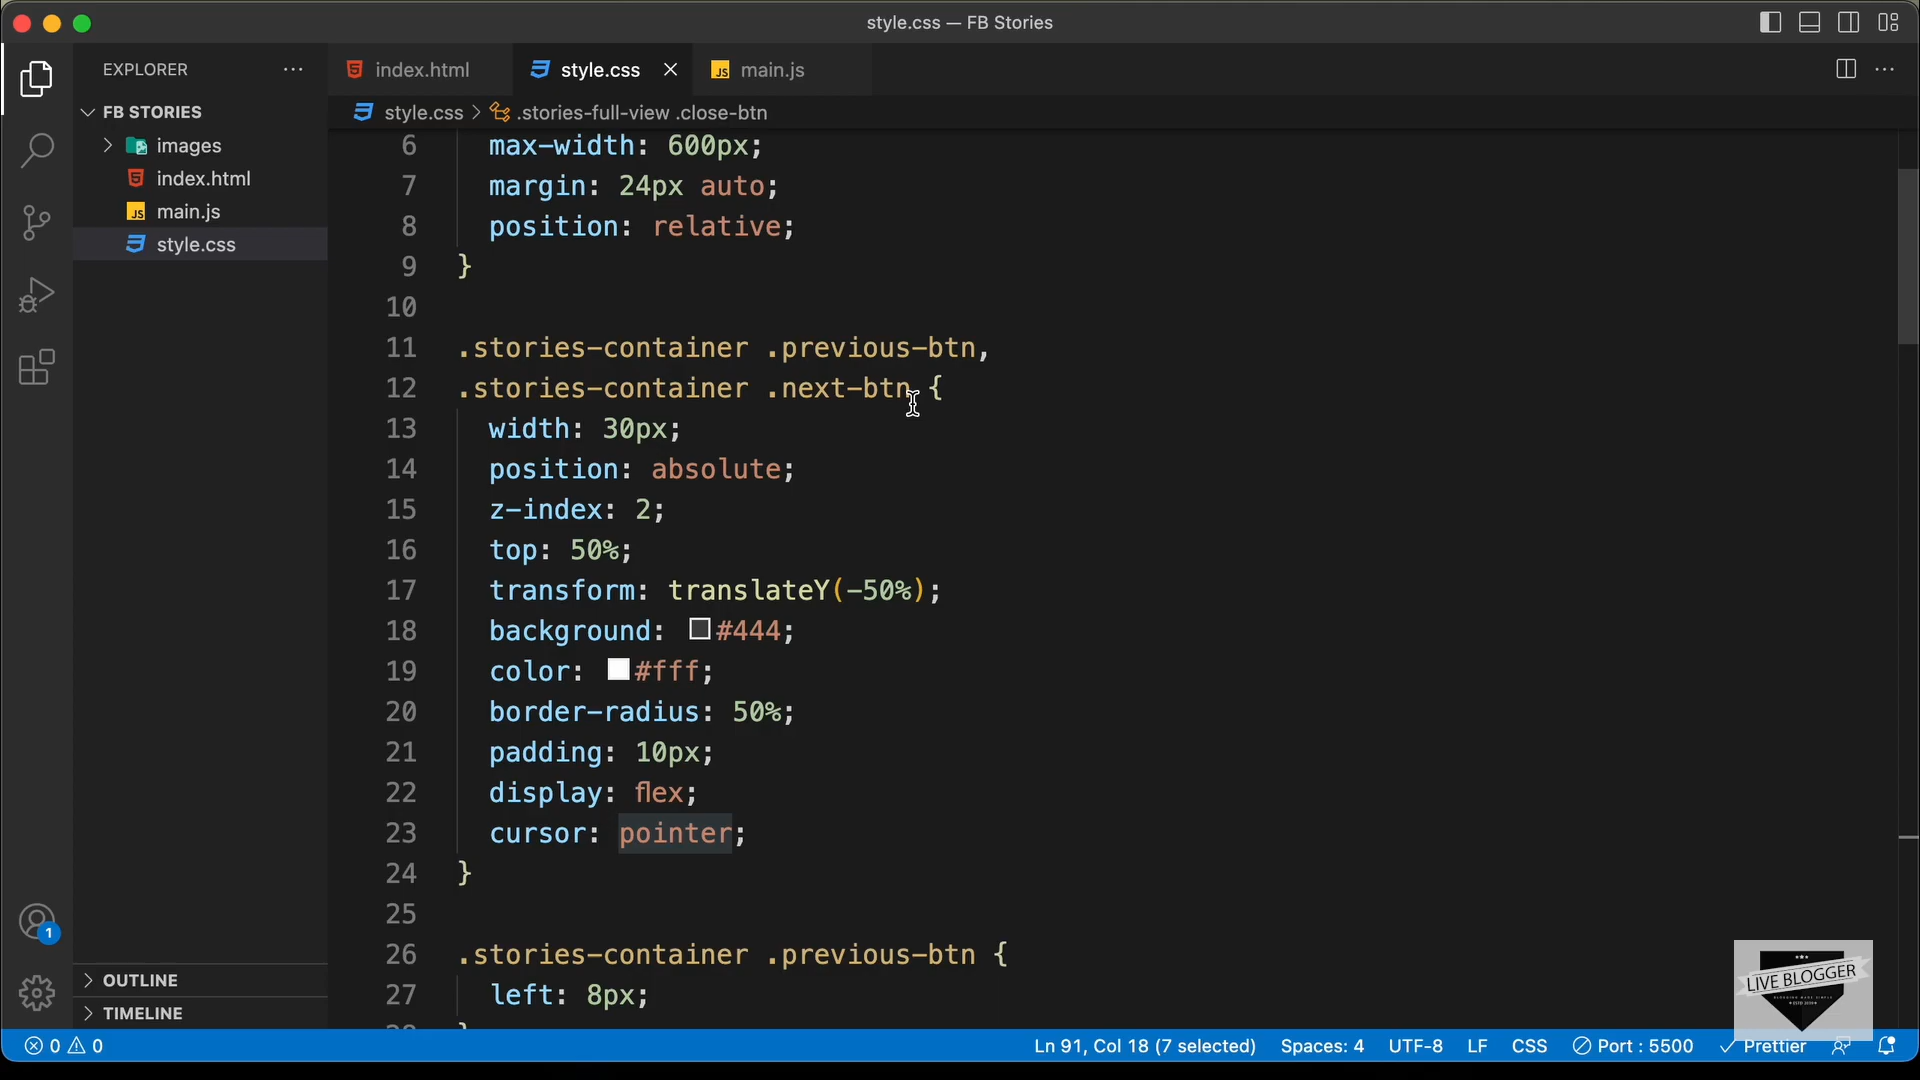 style.css — FB Stories
EXPLORER
index.html
style.css
main.js
FB STORIES
style.css > .stories-full-view .close-btn
images
index.html
main.js
style.css
6 max-width: 600px;
7 margin: 24px auto;
8 position: relative;
9 }
10
11 .stories-container .previous-btn,
12 .stories-container .next-btn {
13 width: 30px;
14 position: absolute;
15 z-index: 2;
16 top: 50%;
17 transform: translateY(-50%);
18 background: #444;
19 color: #fff;
20 border-radius: 50%;
21 padding: 10px;
22 display: flex;
23 cursor: pointer;
24 }
25
26 .stories-container .previous-btn {
27 left: 8px;
}
1
OUTLINE
TIMELINE
LIVE BLOGGER
0 0
Ln 91, Col 18 (7 selected)
Spaces: 4
UTF-8
LF
CSS
Port : 5500
Prettier